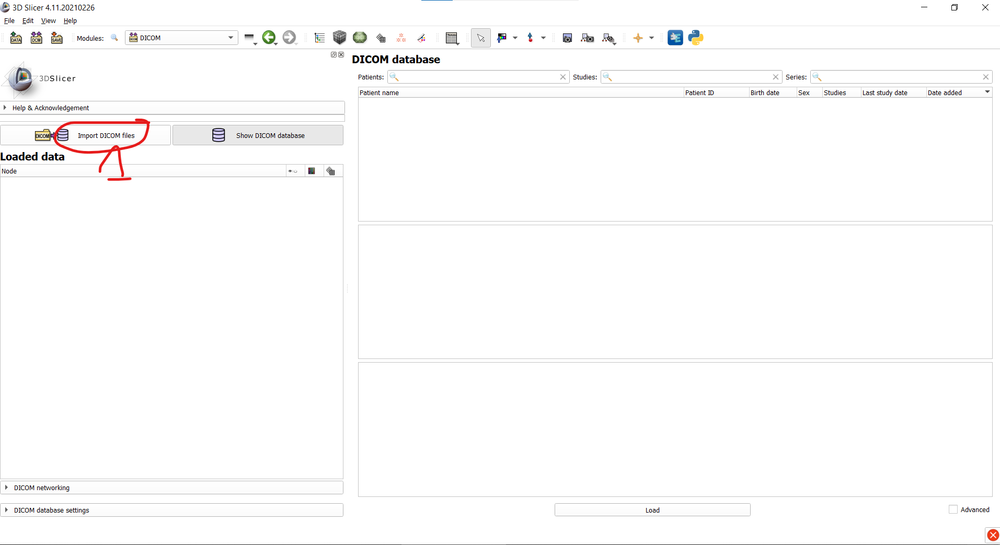 3D Slicer 4.11.20210226
File Edit View Help
DATA DCM SAVE Modules: DCM DICOM
3DSlicer
Help & Acknowledgement
DICOM Import DICOM files Show DICOM database
1
Loaded data
Node
DICOM networking
DICOM database settings
DICOM database
Patients: Studies: Series:
Patient name Patient ID Birth date Sex Studies Last study date Date added
Load Advanced